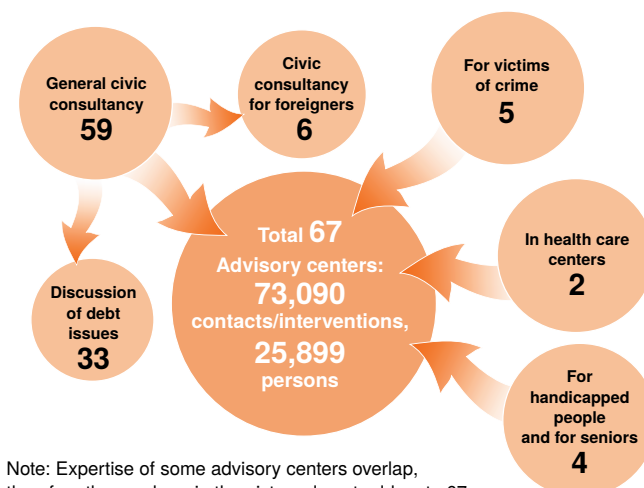 General civic
consultancy
59
Civic
consultancy
for foreigners
6
For victims
of crime
5
Total 67
Advisory centers:
73,090
contacts/interventions,
25,899
persons
In health care
centers
2
Discussion
of debt
issues
33
For
handicapped
people
and for seniors
4
Note: Expertise of some advisory centers overlap,